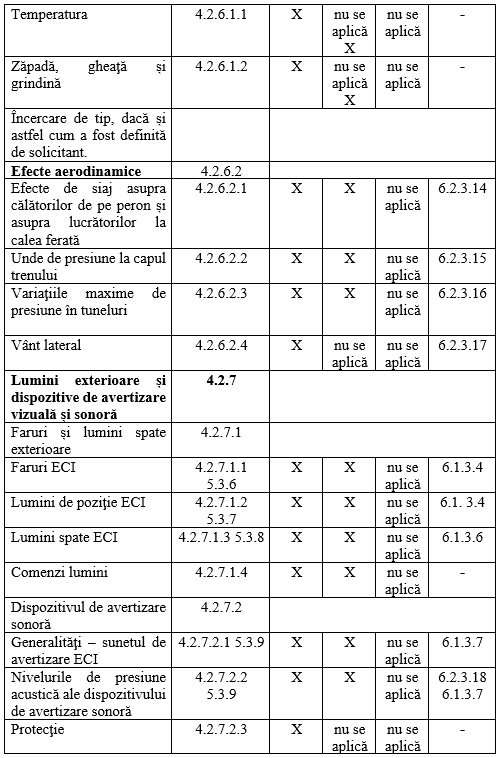 Temperatura 4.2.6.1.1 X nu se nu se -
aplică aplică
X
Zăpadă, gheaţă și 4.2.6.1.2 X nu se nu se -
grindină aplică aplică
X
Încercare de tip, dacă și
astfel cum a fost definită
de solicitant.
Efecte aerodinamice 4.2.6.2
Efecte de siaj asupra 4.2.6.2.1 X X nu se 6.2.3.14
călătorilor de pe peron și aplică
asupra lucrătorilor la
calea ferată
Unde de presiune la capul 4.2.6.2.2 X X nu se 6.2.3.15
trenului aplică
Variaţiile maxime de 4.2.6.2.3 X X nu se 6.2.3.16
presiune în tuneluri aplică
Vânt lateral 4.2.6.2.4 X nu se nu se 6.2.3.17
aplică aplică
Lumini exterioare și 4.2.7
dispozitive de avertizare
vizuală și sonoră
Faruri și lumini spate 4.2.7.1
exterioare
Faruri ECI 4.2.7.1.1 X X nu se 6.1.3.4
5.3.6 aplică
Lumini de poziţie ECI 4.2.7.1.2 X X nu se 6.1. 3.4
5.3.7 aplică
Lumini spate ECI 4.2.7.1.3 5.3.8 X X nu se 6.1.3.6
aplică
Comenzi lumini 4.2.7.1.4 X X nu se -
aplică
Dispozitivul de avertizare 4.2.7.2
sonoră
Generalităţi – sunetul de 4.2.7.2.1 5.3.9 X X nu se 6.1.3.7
avertizare ECI aplică
Nivelurile de presiune 4.2.7.2.2 X X nu se 6.2.3.18
acustică ale dispozitivului 5.3.9 aplică 6.1.3.7
de avertizare sonoră
Protecţie 4.2.7.2.3 X nu se nu se -
aplică aplică